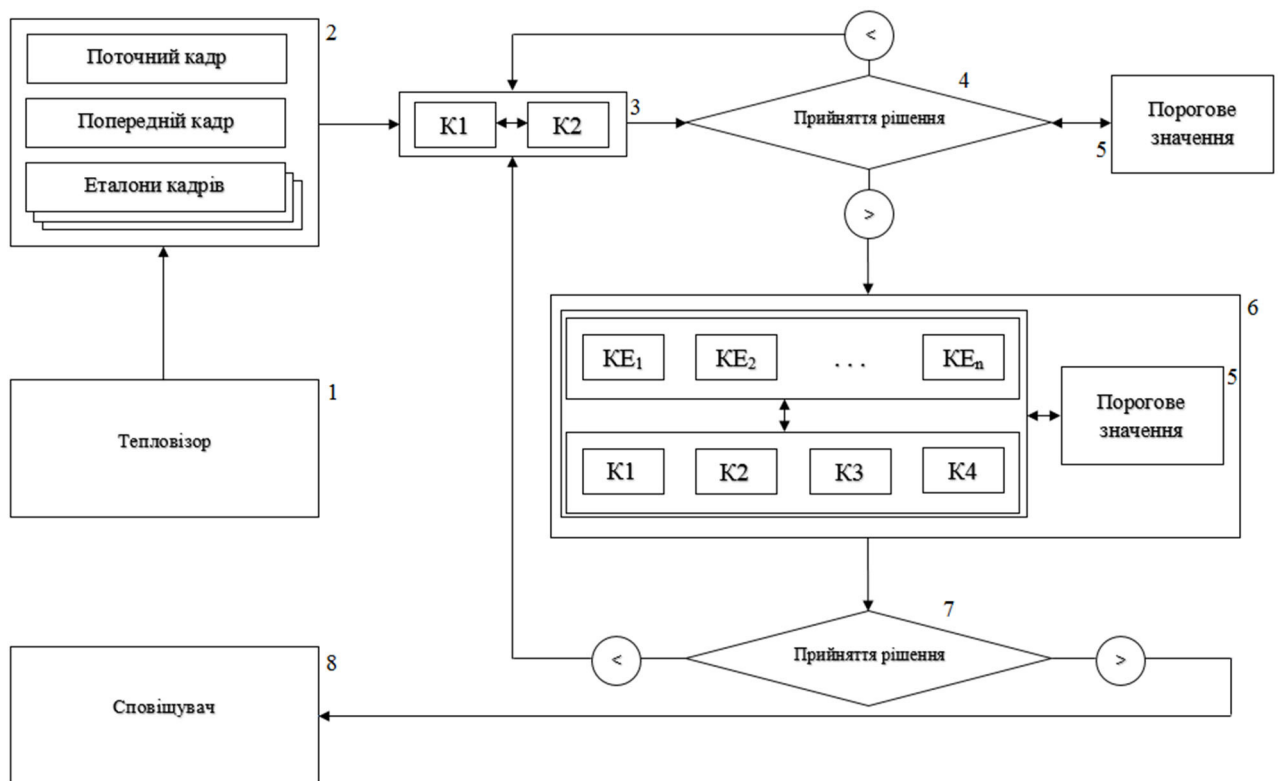 2
Поточний кадр
Попередній кадр
Еталони кадрів
<
К1
К2
3
4
Прийняття рішення
Порогове
значення
5
>
6
КЕ₁
КЕ₂
. . .
КЕₙ
К1
К2
К3
К4
Порогове
значення
5
1
Тепловізор
7
<
Прийняття рішення
>
8
Сповіщувач